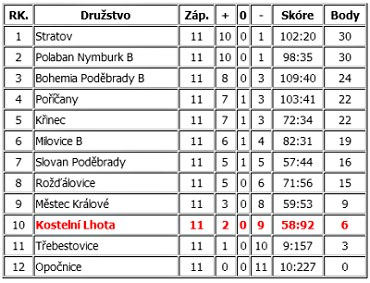 RK. Družstvo Záp. + 0 - Skóre Body
1 Stratov 11 10 0 1 102:20 30
2 Polaban Nymburk B 11 10 0 1 98:35 30
3 Bohemia Poděbrady B 11 8 0 3 109:40 24
4 Poříčany 11 7 1 3 103:41 22
5 Křinec 11 7 1 3 72:34 22
6 Milovice B 11 6 1 4 82:31 19
7 Slovan Poděbrady 11 5 1 5 57:44 16
8 Rožďálovice 11 5 0 6 71:56 15
9 Městec Králové 11 3 0 8 59:53 9
10 Kostelní Lhota 11 2 0 9 58:92 6
11 Třebestovice 11 1 0 10 9:157 3
12 Opočnice 11 0 0 11 10:227 0